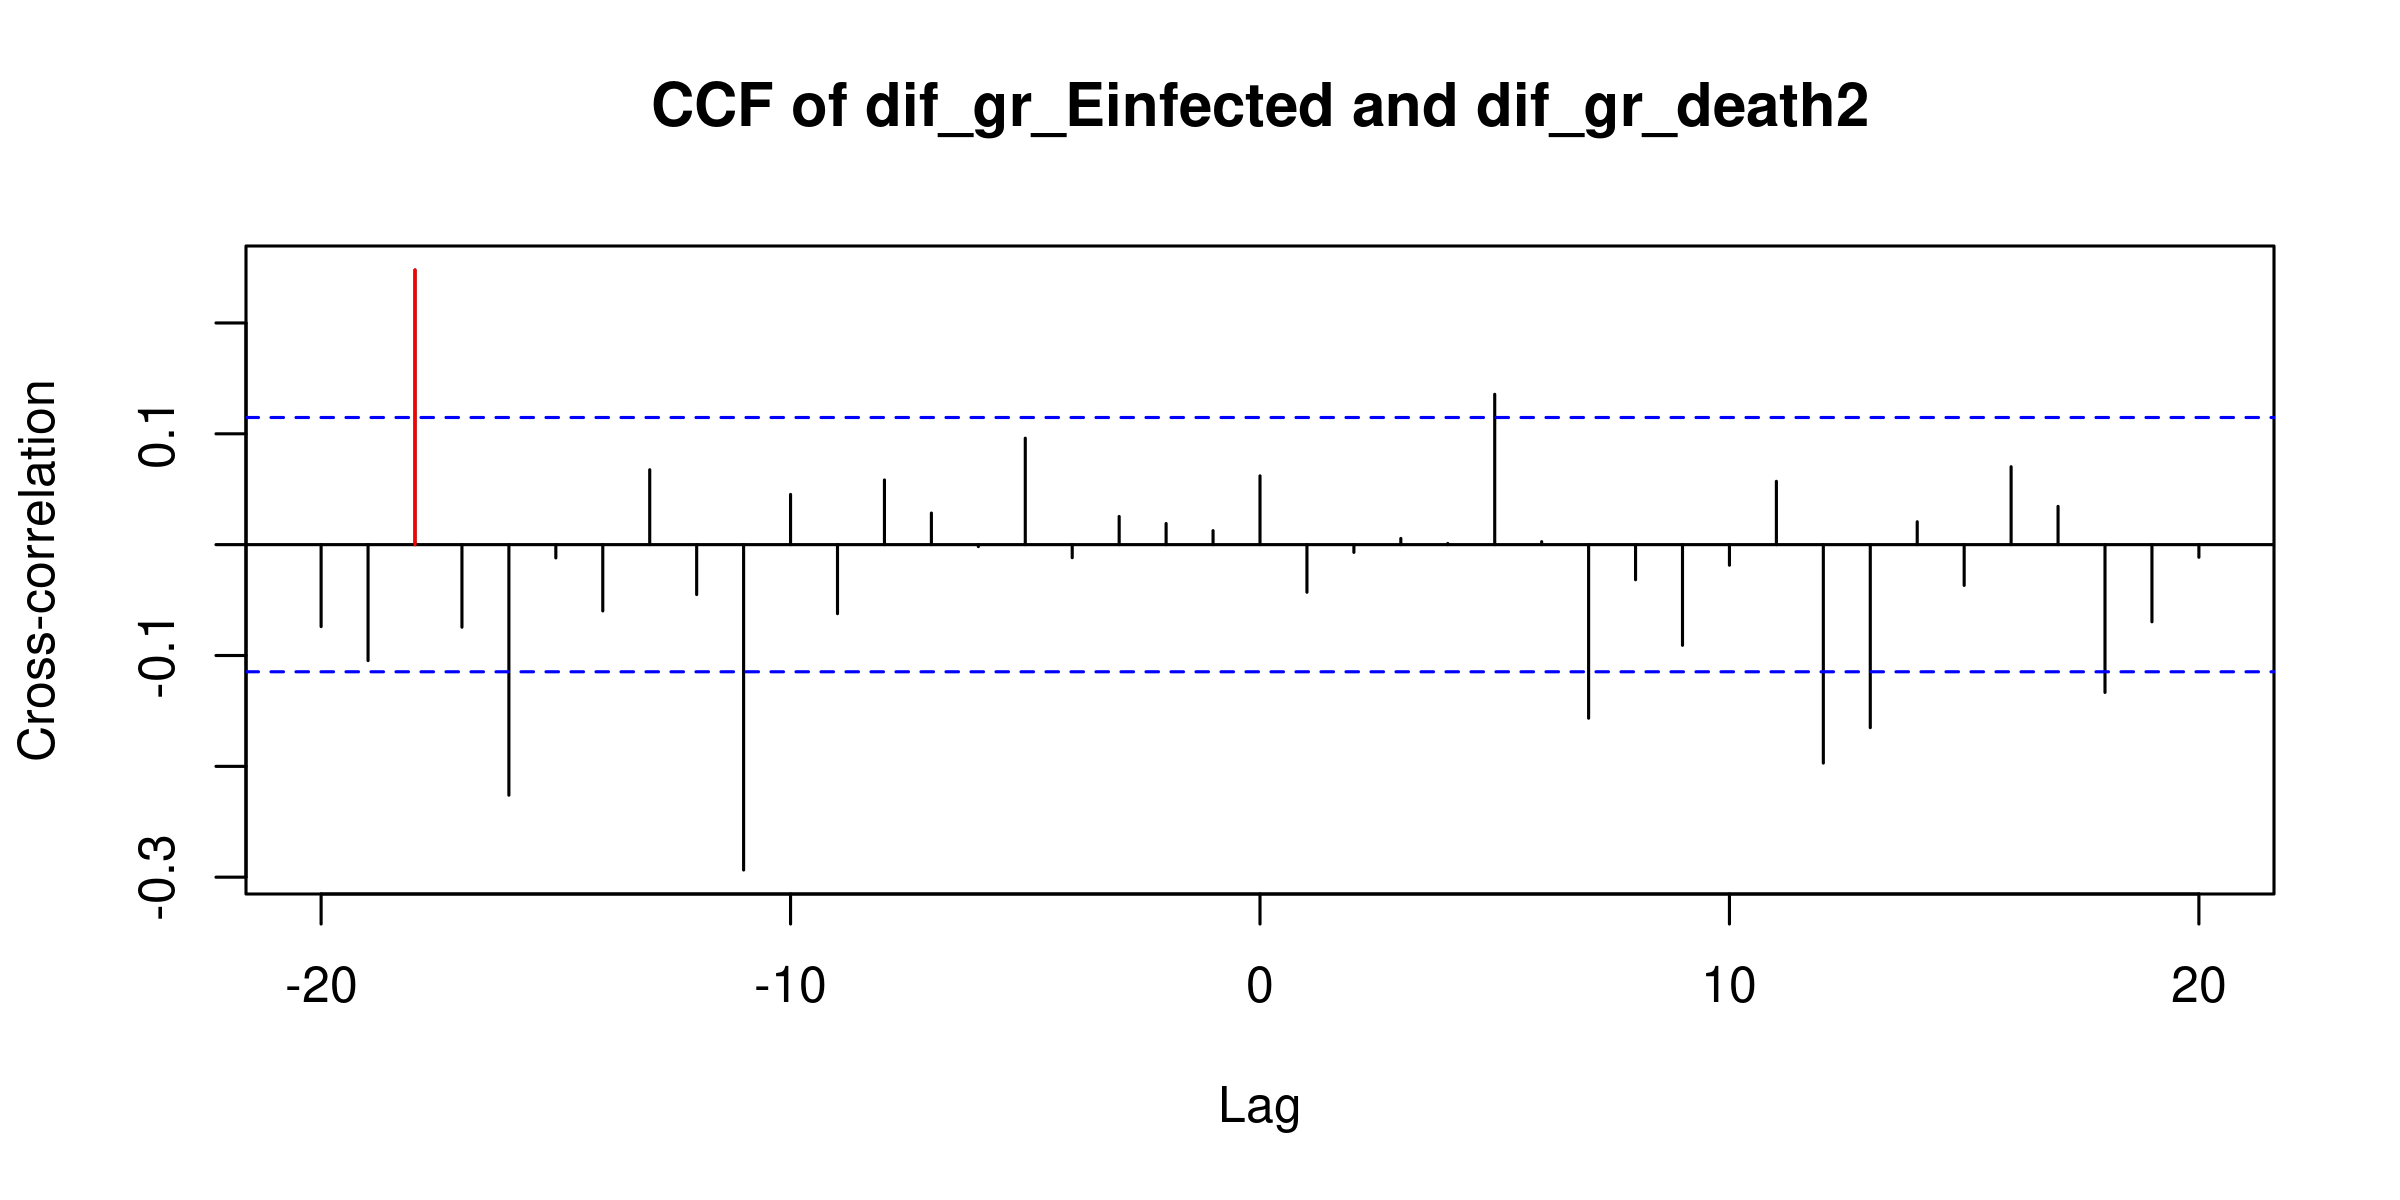 CCF of dif_gr_Einfected and dif_gr_death2
Cross-correlation
0.1
-0.1
-0.3
-20 -10 0 10 20
Lag